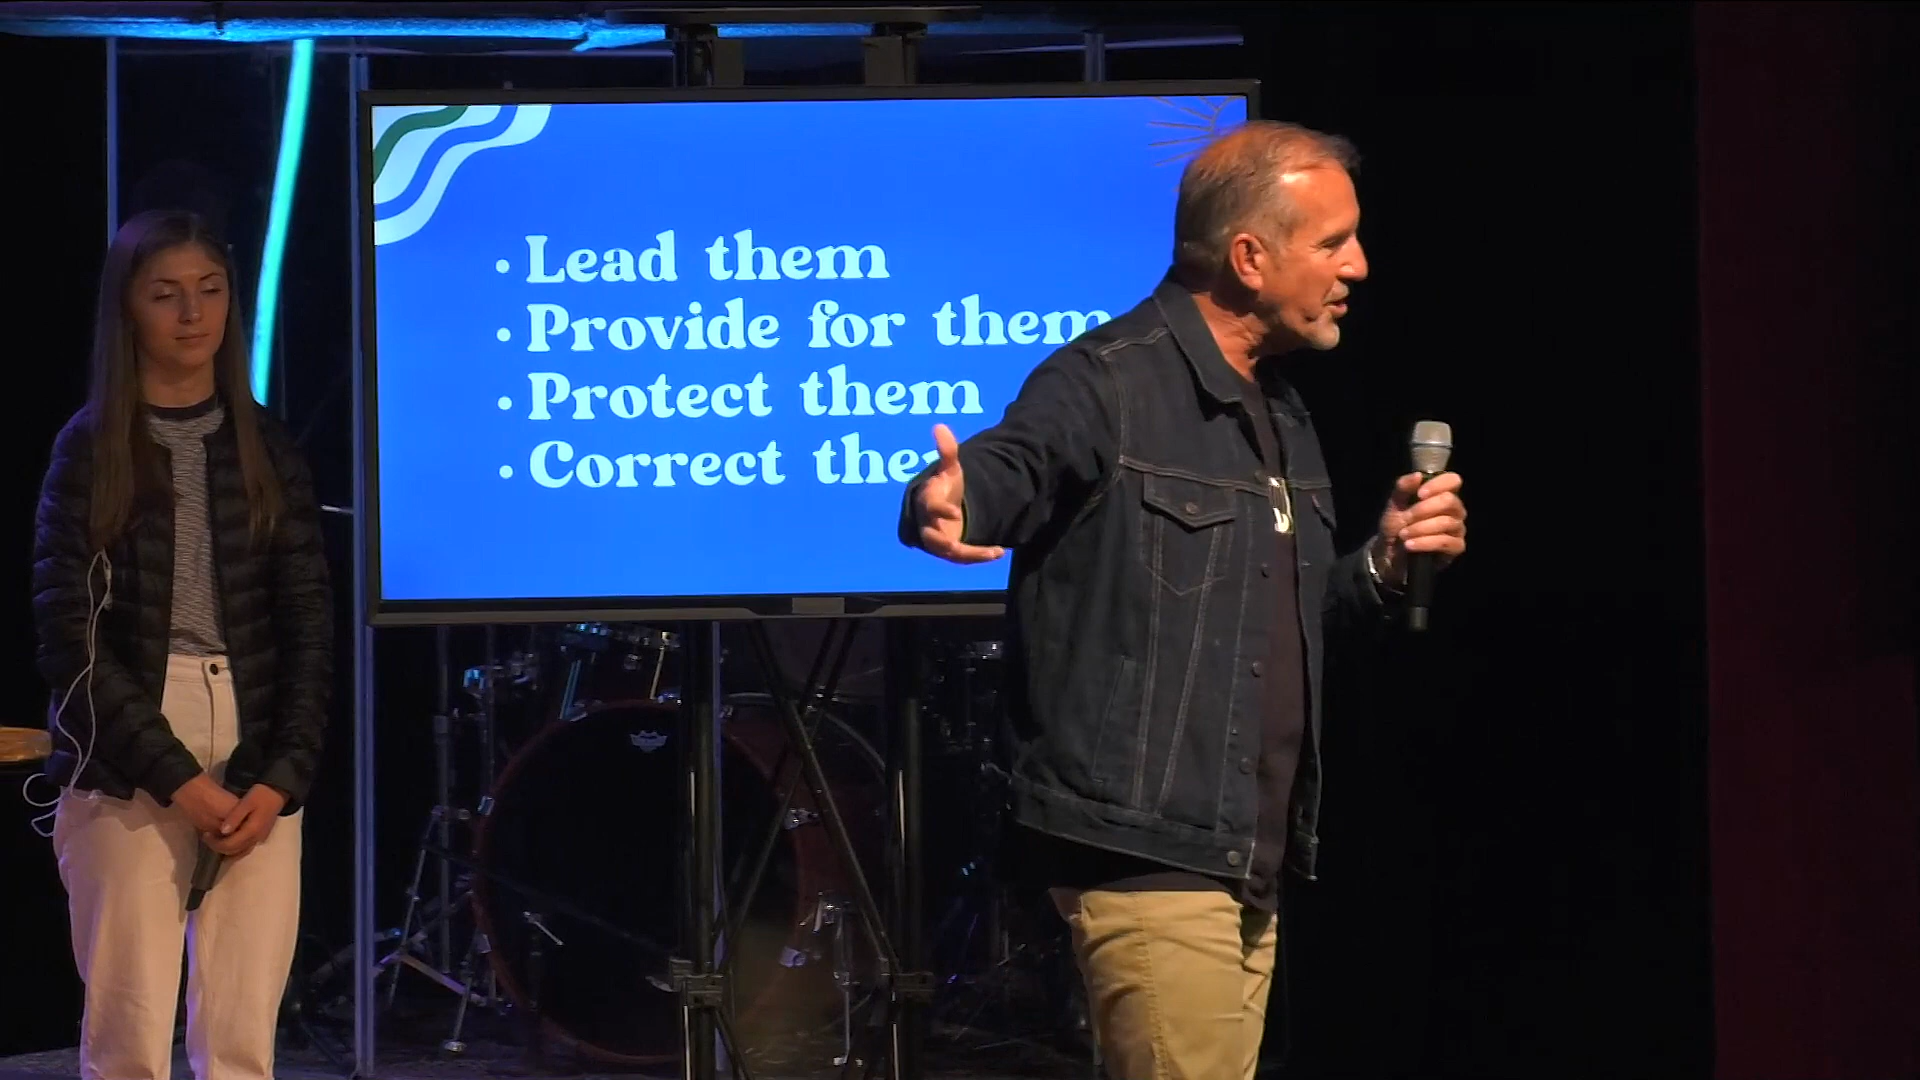 • Lead them
• Provide for them
• Protect them
• Correct the